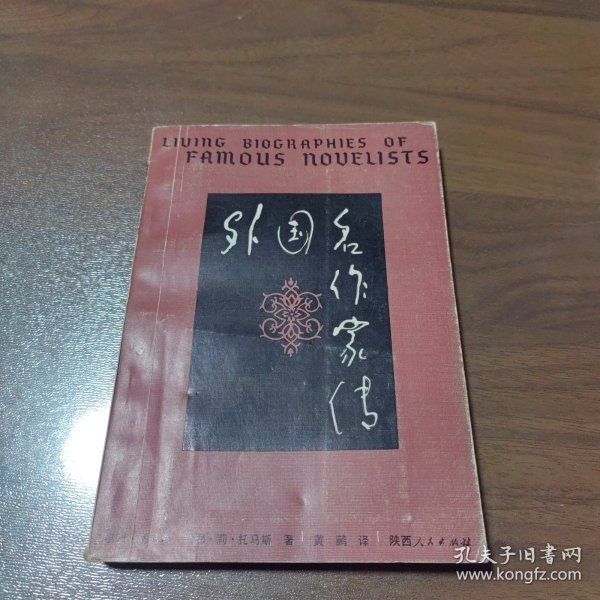 LIVING BIOGRAPHIES OF
FAMOUS NOVELISTS
外国名作家传
莉·托马斯 著 黄鹂 译 陕西人民出版社
孔夫子旧书网
www.kongfz.com